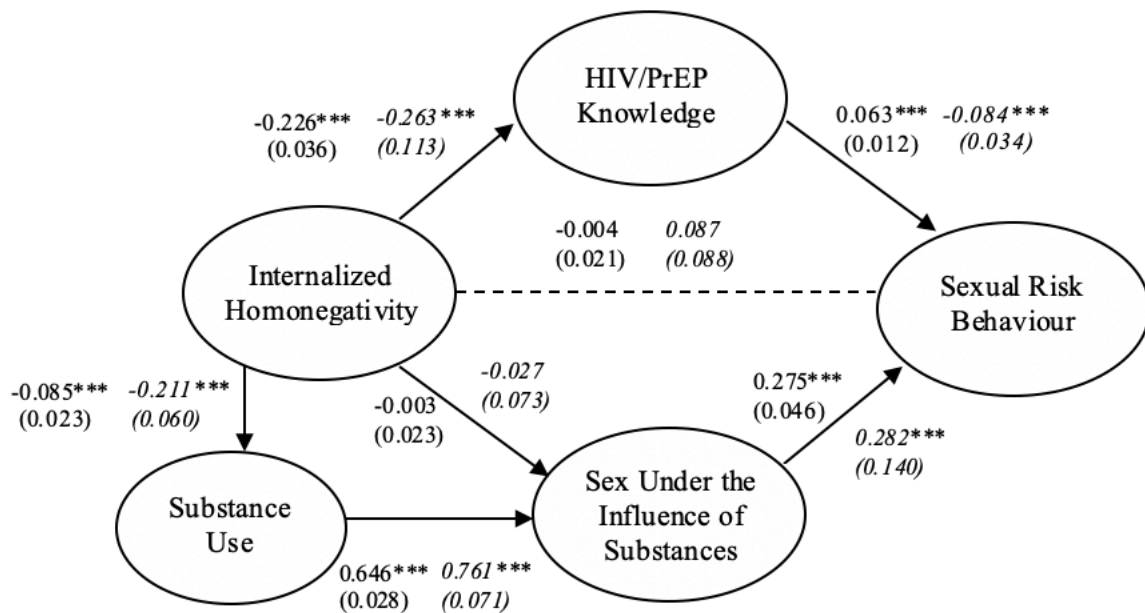 HIV/PrEP
Knowledge
-0.226*** -0.263***
(0.036) (0.113)
0.063*** -0.084***
(0.012) (0.034)
-0.004 0.087
(0.021) (0.088)
Internalized
Homonegativity
Sexual Risk
Behaviour
-0.085*** -0.211***
(0.023) (0.060)
-0.027
(0.073)
-0.003
(0.023)
0.275***
(0.046)
0.282***
(0.140)
Substance
Use
Sex Under the
Influence of
Substances
0.646*** 0.761***
(0.028) (0.071)